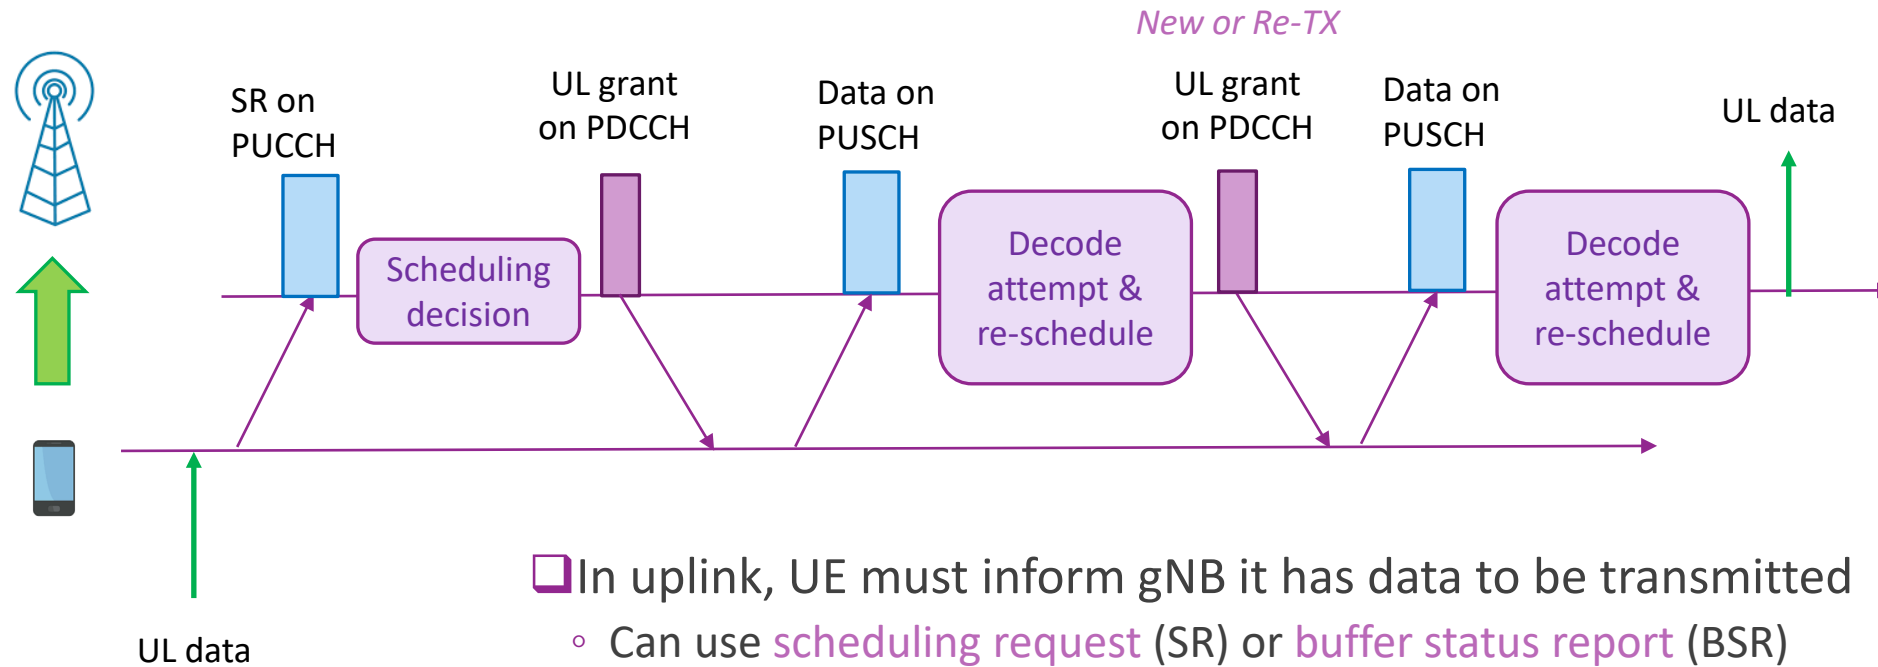 New or Re-TX
SR on
PUCCH
UL grant
on PDCCH
Data on
PUSCH
UL grant
on PDCCH
Data on
PUSCH
UL data
Scheduling
decision
Decode
attempt &
re-schedule
Decode
attempt &
re-schedule
UL data
In uplink, UE must inform gNB it has data to be transmitted
Can use scheduling request (SR) or buffer status report (BSR)